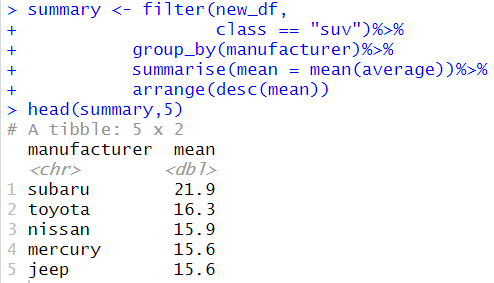 > summary <- filter(new_df,
+                   class == "suv")%>%
+           group_by(manufacturer)%>%
+           summarise(mean = mean(average))%>%
+           arrange(desc(mean))
> head(summary,5)
# A tibble: 5 x 2
  manufacturer  mean
  <chr>        <dbl>
1 subaru        21.9
2 toyota        16.3
3 nissan        15.9
4 mercury       15.6
5 jeep          15.6